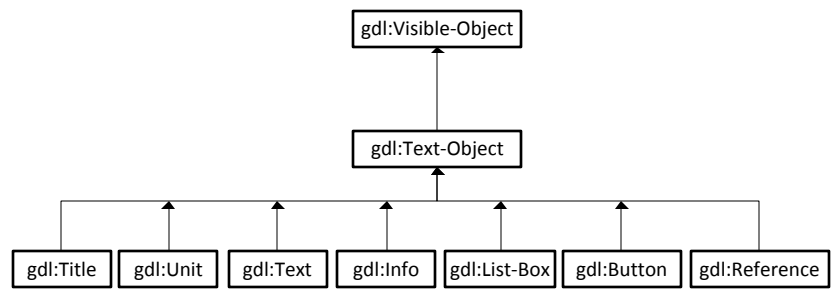 gdl:Visible-Object
gdl:Text-Object
gdl:Title
gdl:Unit
gdl:Text
gdl:Info
gdl:List-Box
gdl:Button
gdl:Reference